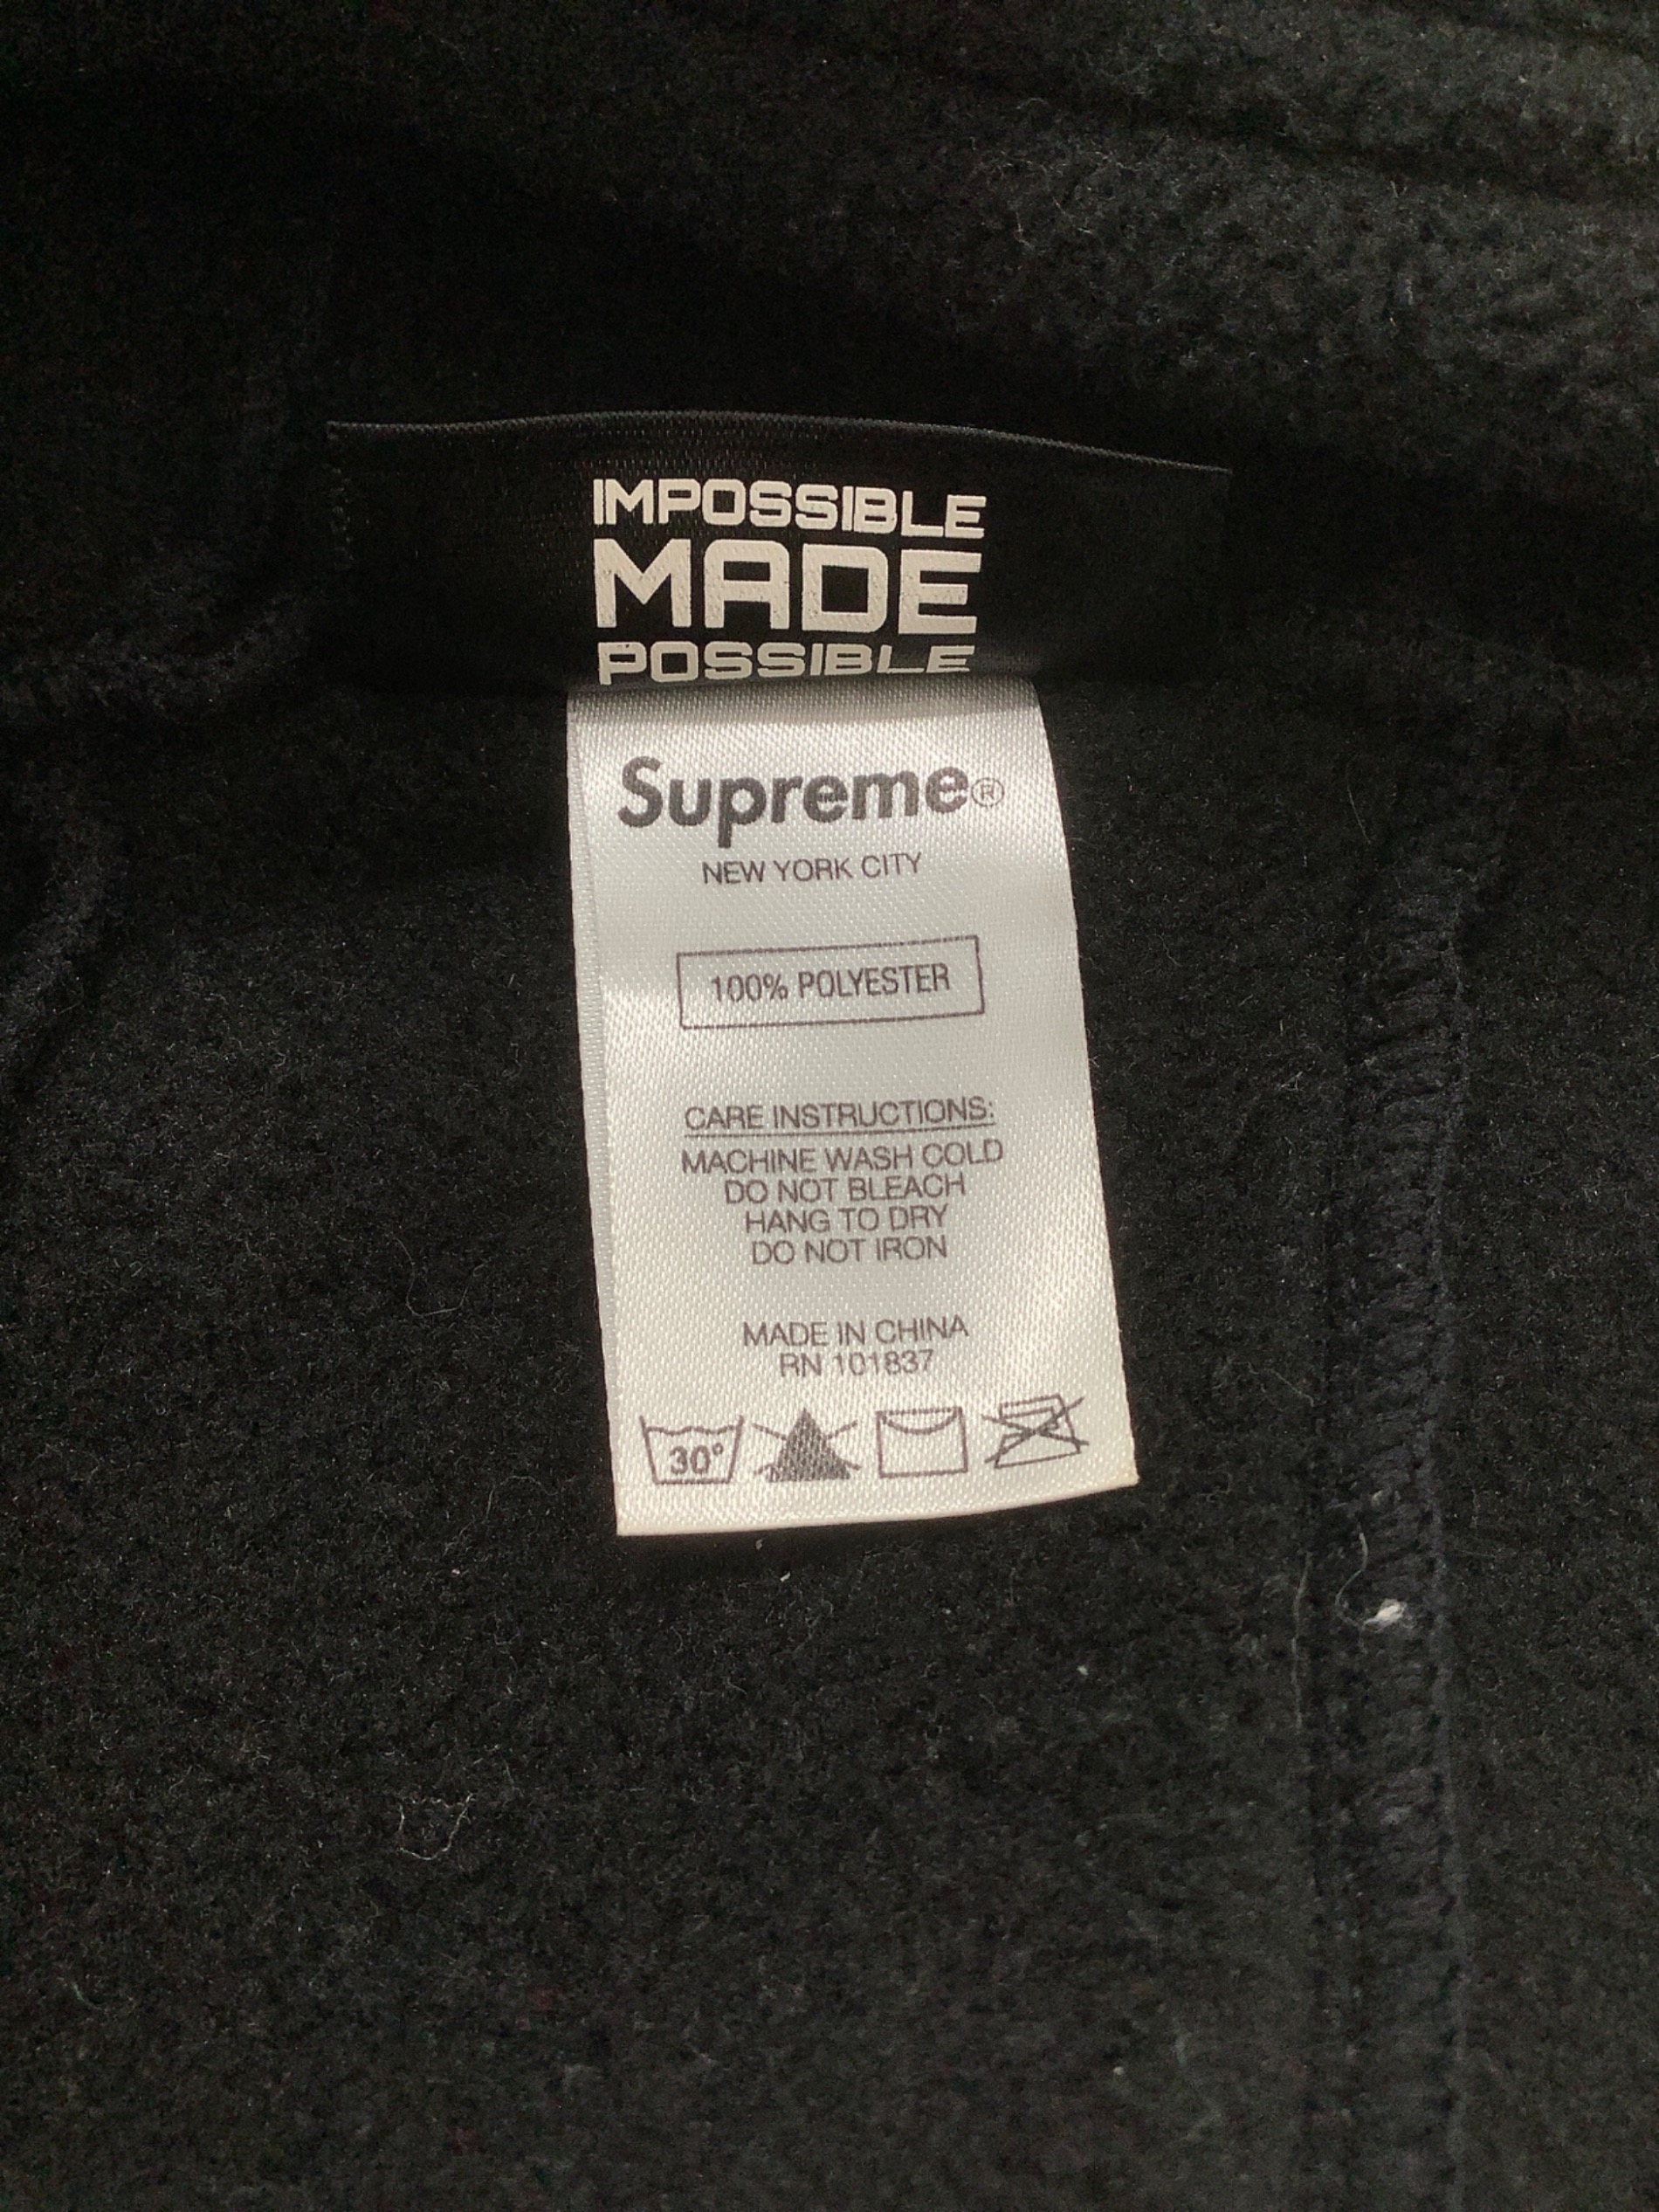 IMPOSSIBLE
MADE
POSSIBLE
Supreme®
NEW YORK CITY
100% POLYESTER
CARE INSTRUCTIONS:
MACHINE WASH COLD
DO NOT BLEACH
HANG TO DRY
DO NOT IRON
MADE IN CHINA
RN 101837
30°